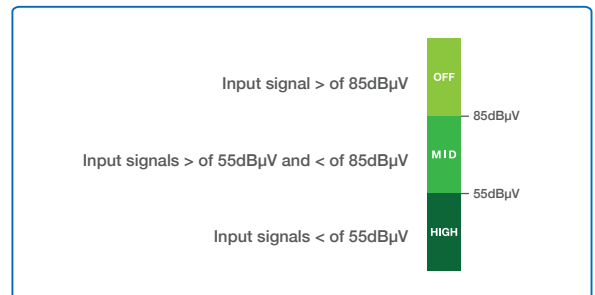 OFF
Input signal > of 85dBµV
85dBµV
MID
Input signals > of 55dBµV and < of 85dBµV
55dBµV
HIGH
Input signals < of 55dBµV